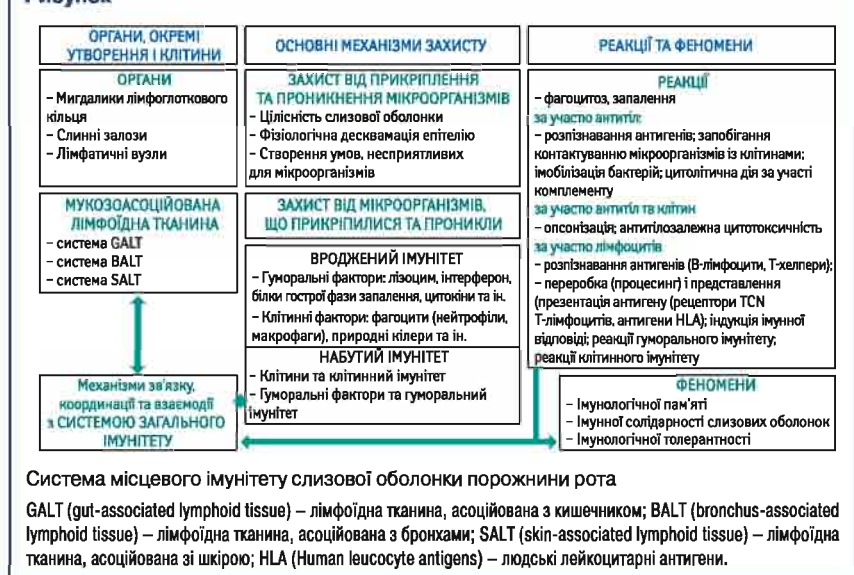 Рисунок
ОРГАНИ, ОКРЕМІ
УТВОРЕННЯ І КЛІТИНИ
ОРГАНИ
– Мигдалики лімфоглоткового
кільця
– Слинні залози
– Лімфатичні вузли
МУКОЗОАСОЦІЙОВАНА
ЛІМФОЇДНА ТКАНИНА
– система GALT
– система BALT
– система SALT
Механізми зв'язку,
координації та взаємодії
з СИСТЕМОЮ ЗАГАЛЬНОГО
ІМУНІТЕТУ
ОСНОВНІ МЕХАНІЗМИ ЗАХИСТУ
ЗАХИСТ ВІД ПРИКРІПЛЕННЯ
ТА ПРОНИКНЕННЯ МІКРООРГАНІЗМІВ
– Цілісність слизової оболонки
– Фізіологічна десквамація епітелію
– Створення умов, несприятливих
для мікроорганізмів
ЗАХИСТ ВІД МІКРООРГАНІЗМІВ,
ЩО ПРИКРІПИЛИСЯ ТА ПРОНИКЛИ
ВРОДЖЕНИЙ ІМУНІТЕТ
– Гуморальні фактори: лізоцим, інтерферон,
білки гострої фази запалення, цитокіни та ін.
– Клітинні фактори: фагоцити (нейтрофіли,
макрофаги), природні кілери та ін.
НАБУТИЙ ІМУНІТЕТ
– Клітини та клітинний імунітет
– Гуморальні фактори та гуморальний
імунітет
РЕАКЦІЇ ТА ФЕНОМЕНИ
РЕАКЦІЇ
– фагоцитоз, запалення
за участю антитіл:
– розпізнавання антигенів; запобігання
контактуванню мікроорганізмів із клітинами;
імобілізація бактерій; цитолітична дія за участі
комплементу
за участю антитіл та клітин
– опсонізація; антитілозалежна цитотоксичність
за участю лімфоцитів
– розпізнавання антигенів (В-лімфоцити, Т-хелпери);
– переробка (процесинг) і представлення
(презентація антигену (рецептори TCN
Т-лімфоцитів, антигени HLA); індукція імунної
відповіді; реакції гуморального імунітету;
реакції клітинного імунітету
ФЕНОМЕНИ
– Імунологічної пам'яті
– Імунної солідарності слизових оболонок
– Імунологічної толерантності
Система місцевого імунітету слизової оболонки порожнини рота
GALT (gut-associated lymphoid tissue) – лімфоїдна тканина, асоційована з кишечником; BALT (bronchus-associated
lymphoid tissue) – лімфоїдна тканина, асоційована з бронхами; SALT (skin-associated lymphoid tissue) – лімфоїдна
тканина, асоційована зі шкірою; HLA (Human leucocyte antigens) – людські лейкоцитарні антигени.